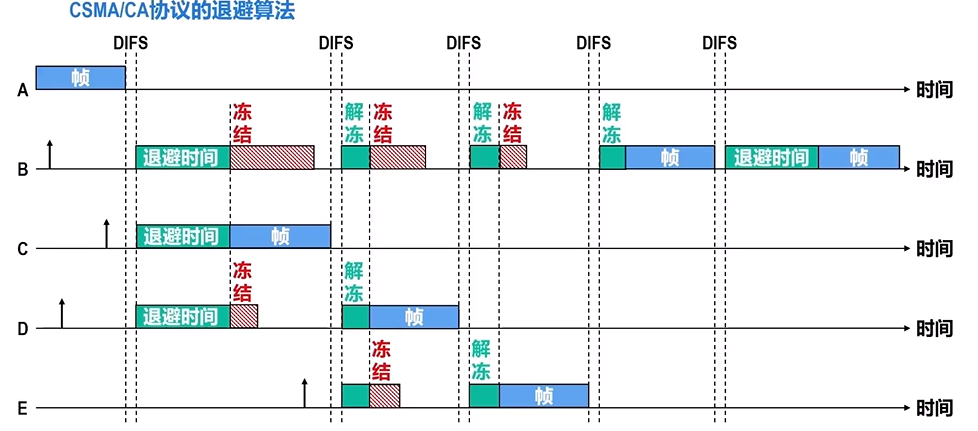 CSMA/CA协议的退避算法
DIFS DIFS DIFS DIFS DIFS
A 帧 时间
冻结 解冻 冻结 解冻 冻结 解冻
B 退避时间 帧 退避时间 帧 时间
C 退避时间 帧 时间
冻结 解冻
D 退避时间 帧 时间
冻结 解冻
E 帧 时间